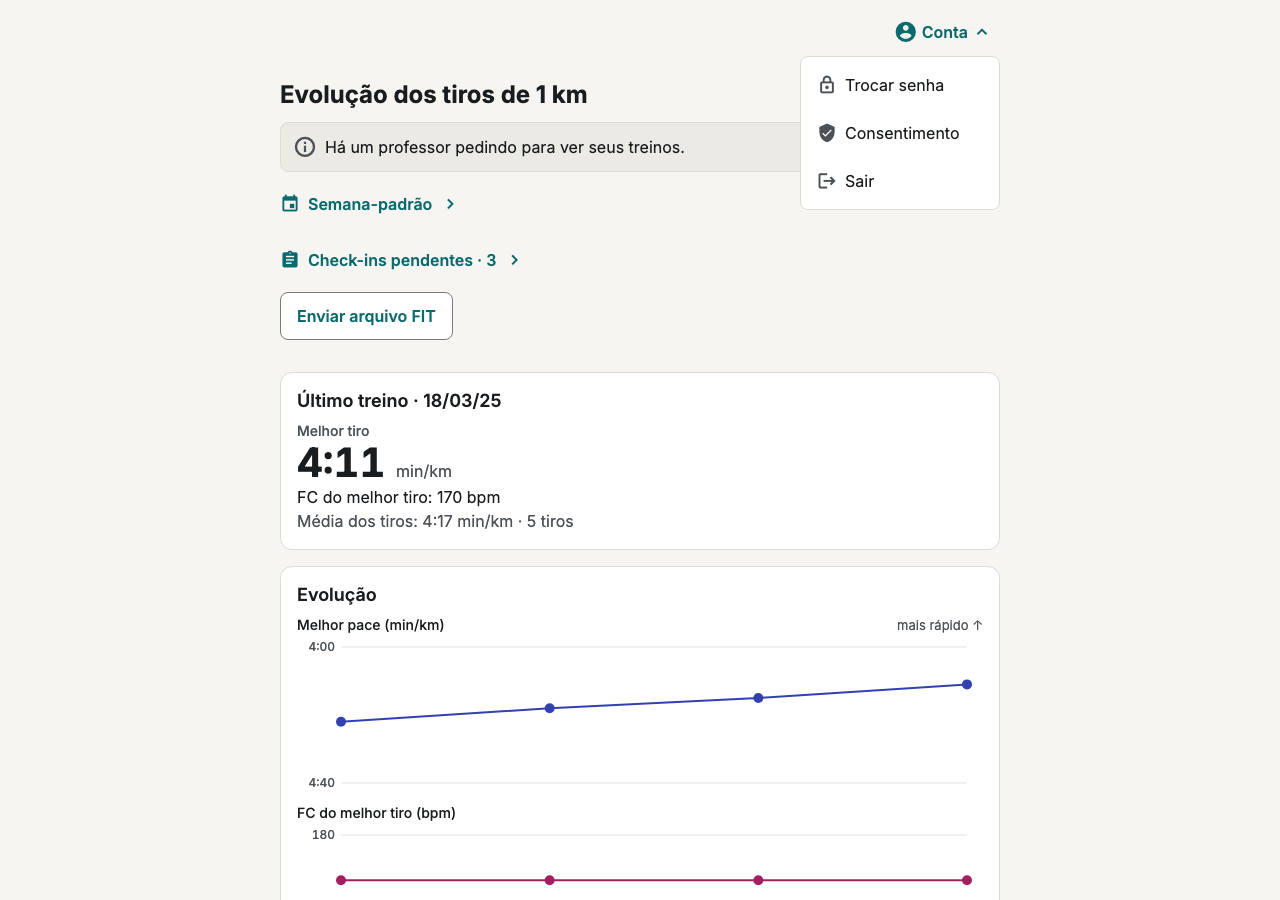 Conta
Trocar senha
Consentimento
Sair
Evolução dos tiros de 1 km
Há um professor pedindo para ver seus treinos.
Semana-padrão
Check-ins pendentes · 3
Enviar arquivo FIT
Último treino · 18/03/25
Melhor tiro
4:11 min/km
FC do melhor tiro: 170 bpm
Média dos tiros: 4:17 min/km · 5 tiros
Evolução
Melhor pace (min/km)
mais rápido ↑
4:00
4:40
FC do melhor tiro (bpm)
180